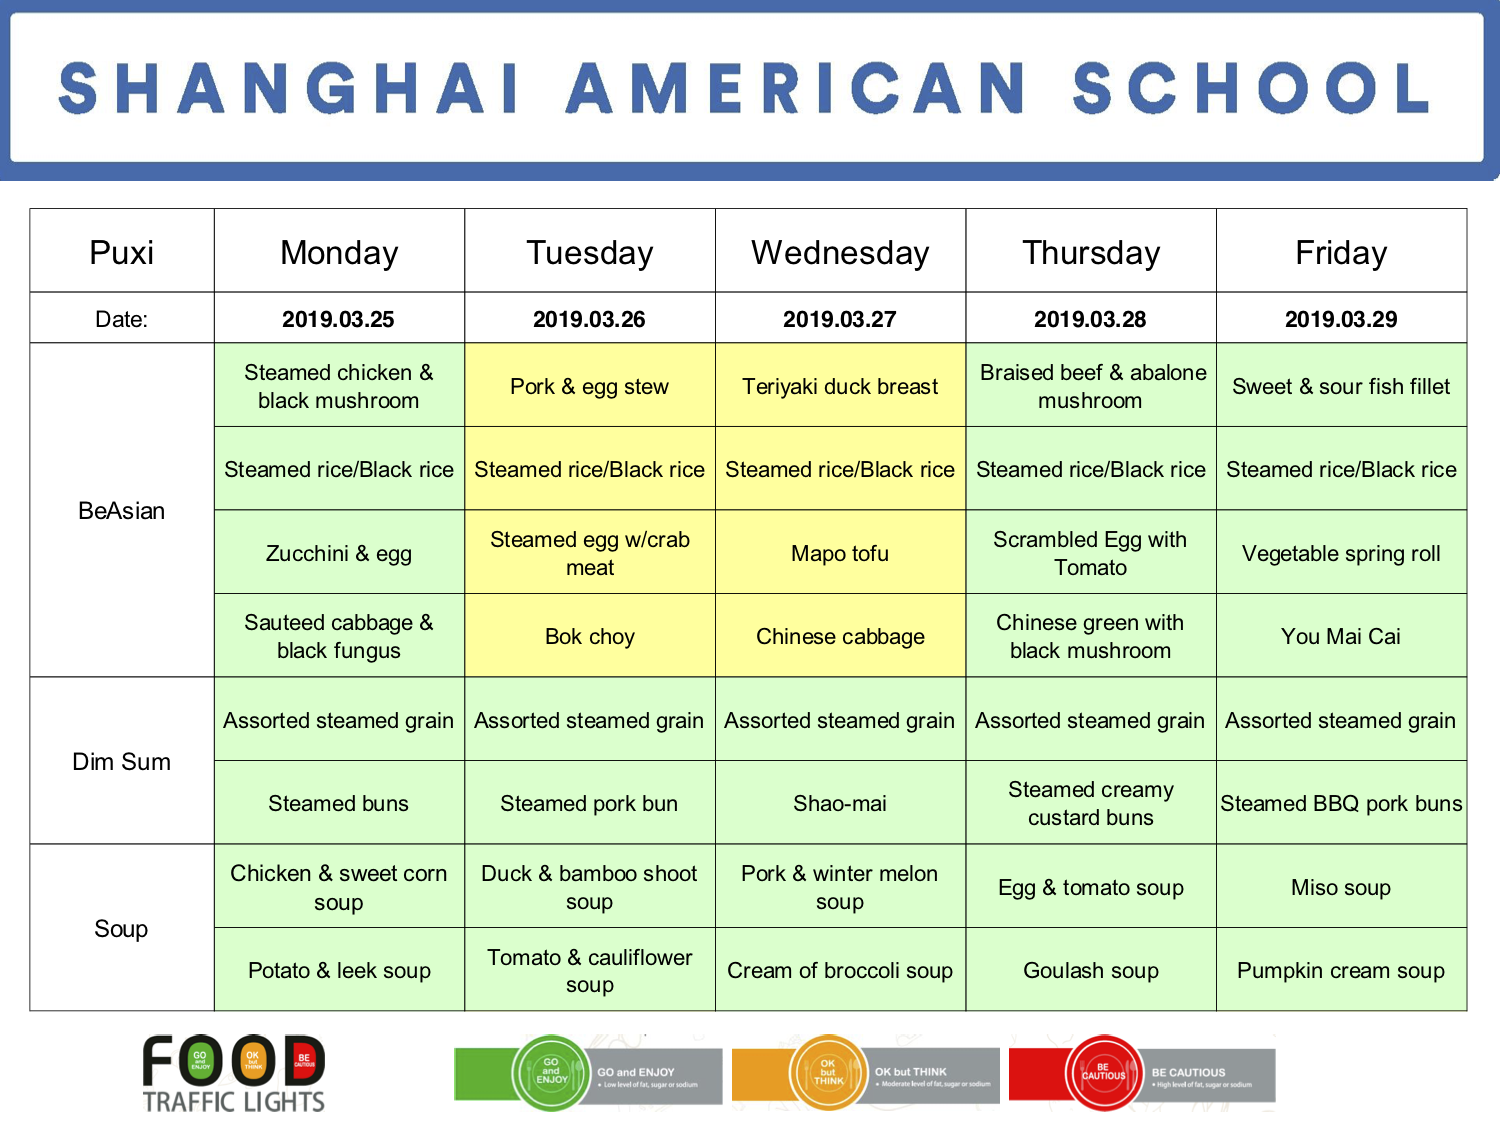 SHANGHAI AMERICAN SCHOOL
Puxi Monday Tuesday Wednesday Thursday Friday
Date: 2019.03.25 2019.03.26 2019.03.27 2019.03.28 2019.03.29
BeAsian
Steamed chicken &
black mushroom
Pork & egg stew
Teriyaki duck breast
Braised beef & abalone
mushroom
Sweet & sour fish fillet
Steamed rice/Black rice Steamed rice/Black rice Steamed rice/Black rice Steamed rice/Black rice Steamed rice/Black rice
Zucchini & egg
Steamed egg w/crab
meat
Mapo tofu
Scrambled Egg with
Tomato
Vegetable spring roll
Sauteed cabbage &
black fungus
Bok choy
Chinese cabbage
Chinese green with
black mushroom
You Mai Cai
Dim Sum
Assorted steamed grain Assorted steamed grain Assorted steamed grain Assorted steamed grain Assorted steamed grain
Steamed buns
Steamed pork bun
Shao-mai
Steamed creamy
custard buns
Steamed BBQ pork buns
Soup
Chicken & sweet corn
soup
Duck & bamboo shoot
soup
Pork & winter melon
soup
Egg & tomato soup
Miso soup
Potato & leek soup
Tomato & cauliflower
soup
Cream of broccoli soup
Goulash soup
Pumpkin cream soup
FOOD
GO
and
ENJOY
OK
but
THINK
BE
CAUTIOUS
TRAFFIC LIGHTS
GO
and
ENJOY
GO and ENJOY
• Low level of fat, sugar or sodium
OK
but
THINK
OK but THINK
• Moderate level of fat, sugar or sodium
BE
CAUTIOUS
BE CAUTIOUS
• High level of fat, sugar or sodium